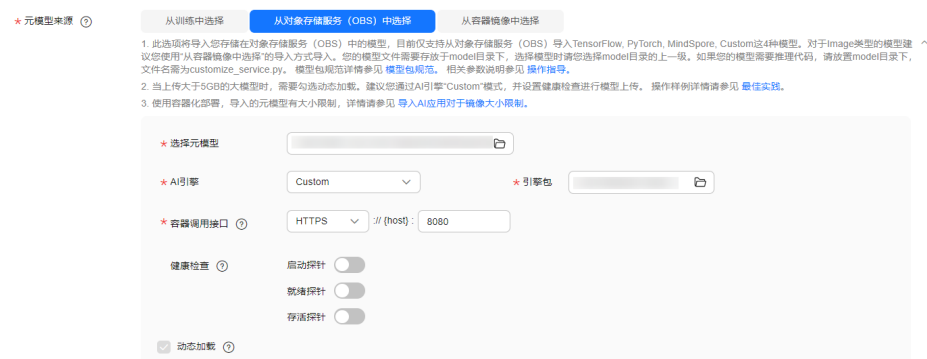 * 元模型来源 ?
从训练中选择 从对象存储服务（OBS）中选择 从容器镜像中选择
1. 此选项将导入您存储在对象存储服务（OBS）中的模型，目前仅支持从对象存储服务（OBS）导入TensorFlow, PyTorch, MindSpore, Custom这4种模型。对于Image类型的模型建
议您使用“从容器镜像中选择”的导入方式导入。您的模型文件需要存放于model目录下，选择模型时请您选择model目录的上一级。如果您的模型需要推理代码，请放置model目录下，
文件名需为customize_service.py。 模型包规范详情参见 模型包规范。 相关参数说明参见 操作指导。
2. 当上传大于5GB的大模型时，需要勾选动态加载。建议您通过AI引擎“Custom”模式，并设置健康检查进行模型上传。 操作样例详情请参见 最佳实践。
3. 使用容器化部署，导入的元模型有大小限制，详情请参见 导入AI应用对于镜像大小限制。
* 选择元模型
* AI引擎 Custom * 引擎包
* 容器调用接口 ? HTTPS :// {host} : 8080
健康检查 ? 启动探针
就绪探针
存活探针
动态加载 ?